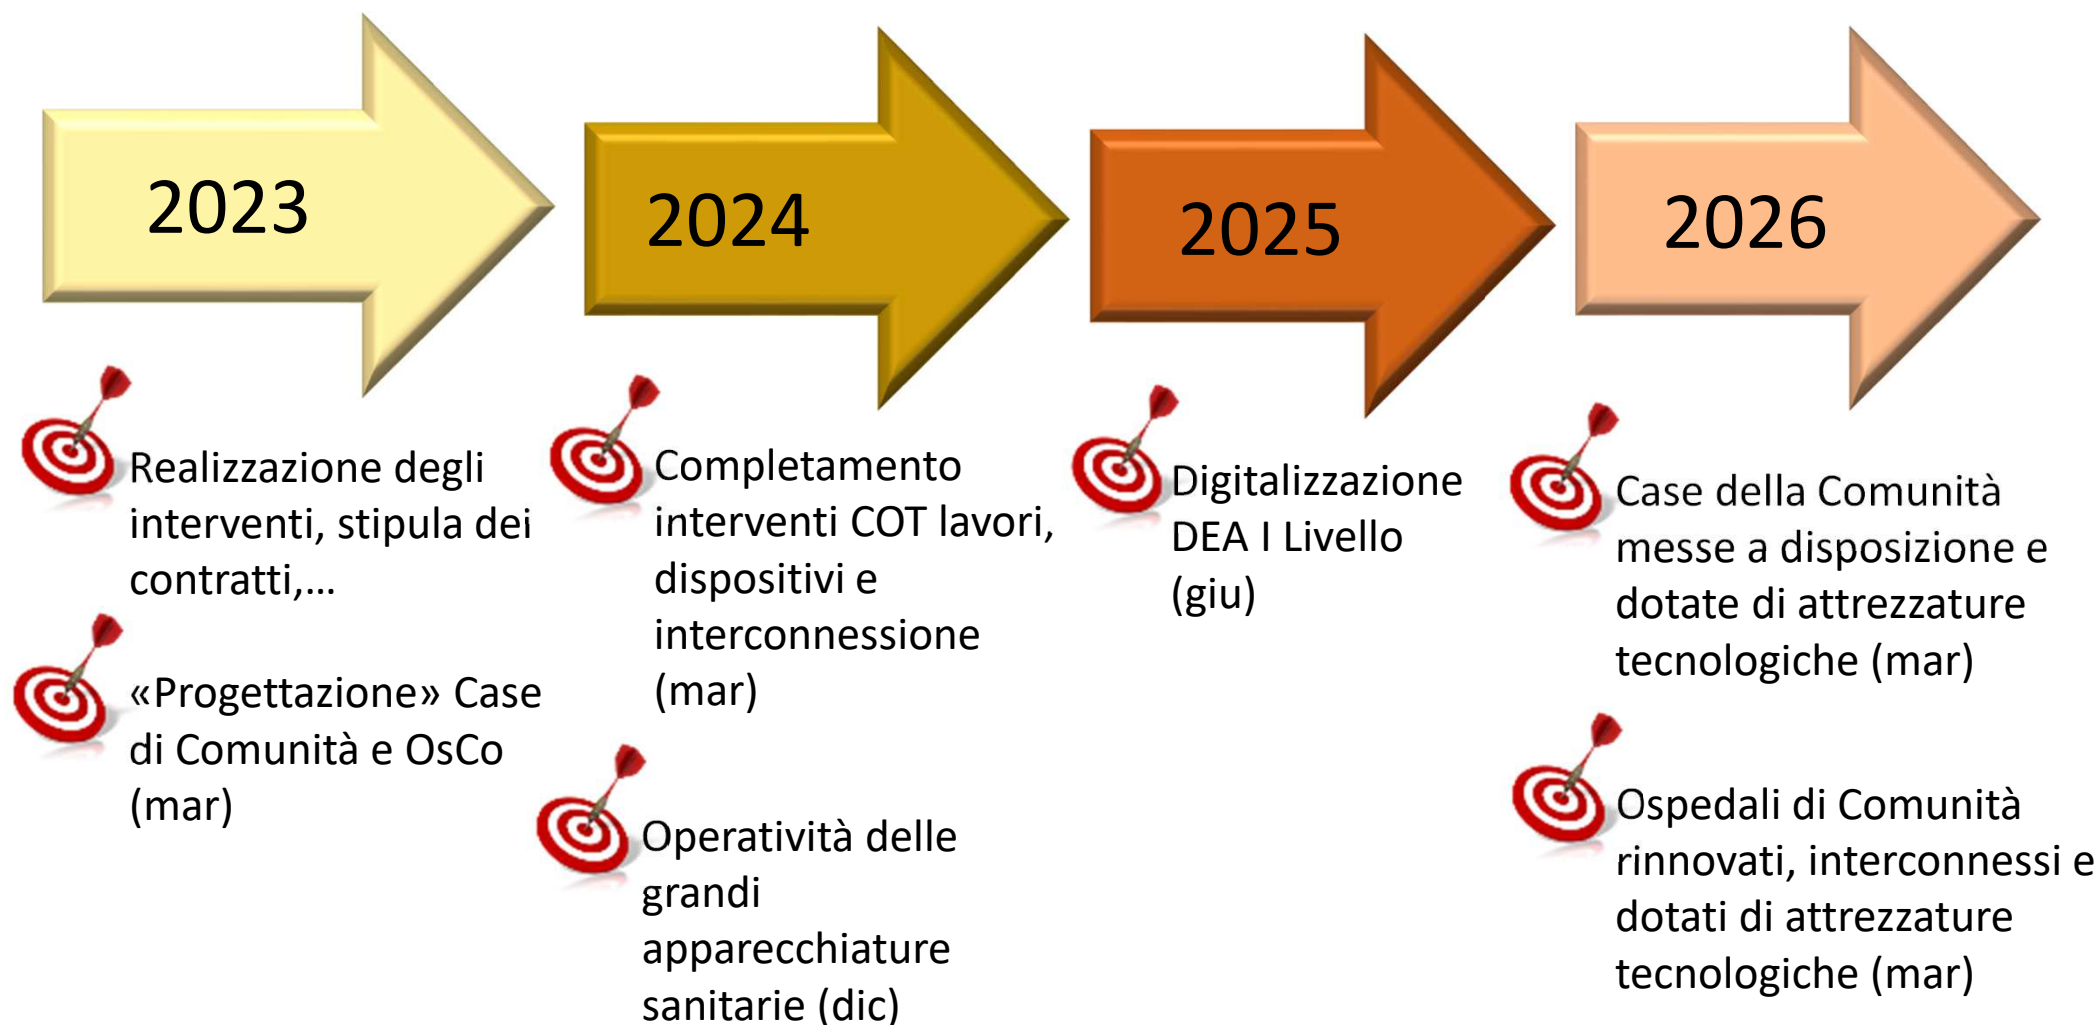 2023
Realizzazione degli
interventi, stipula dei
contratti,...
«Progettazione» Case
di Comunità e OsCo
(mar)
2024
Completamento
interventi COT lavori,
dispositivi e
interconnessione
(mar)
Operatività delle
grandi
apparecchiature
sanitarie (dic)
2025
Digitalizzazione
DEA I Livello
(giu)
2026
Case della Comunità
messe a disposizione e
dotate di attrezzature
tecnologiche (mar)
Ospedali di Comunità
rinnovati, interconnessi e
dotati di attrezzature
tecnologiche (mar)